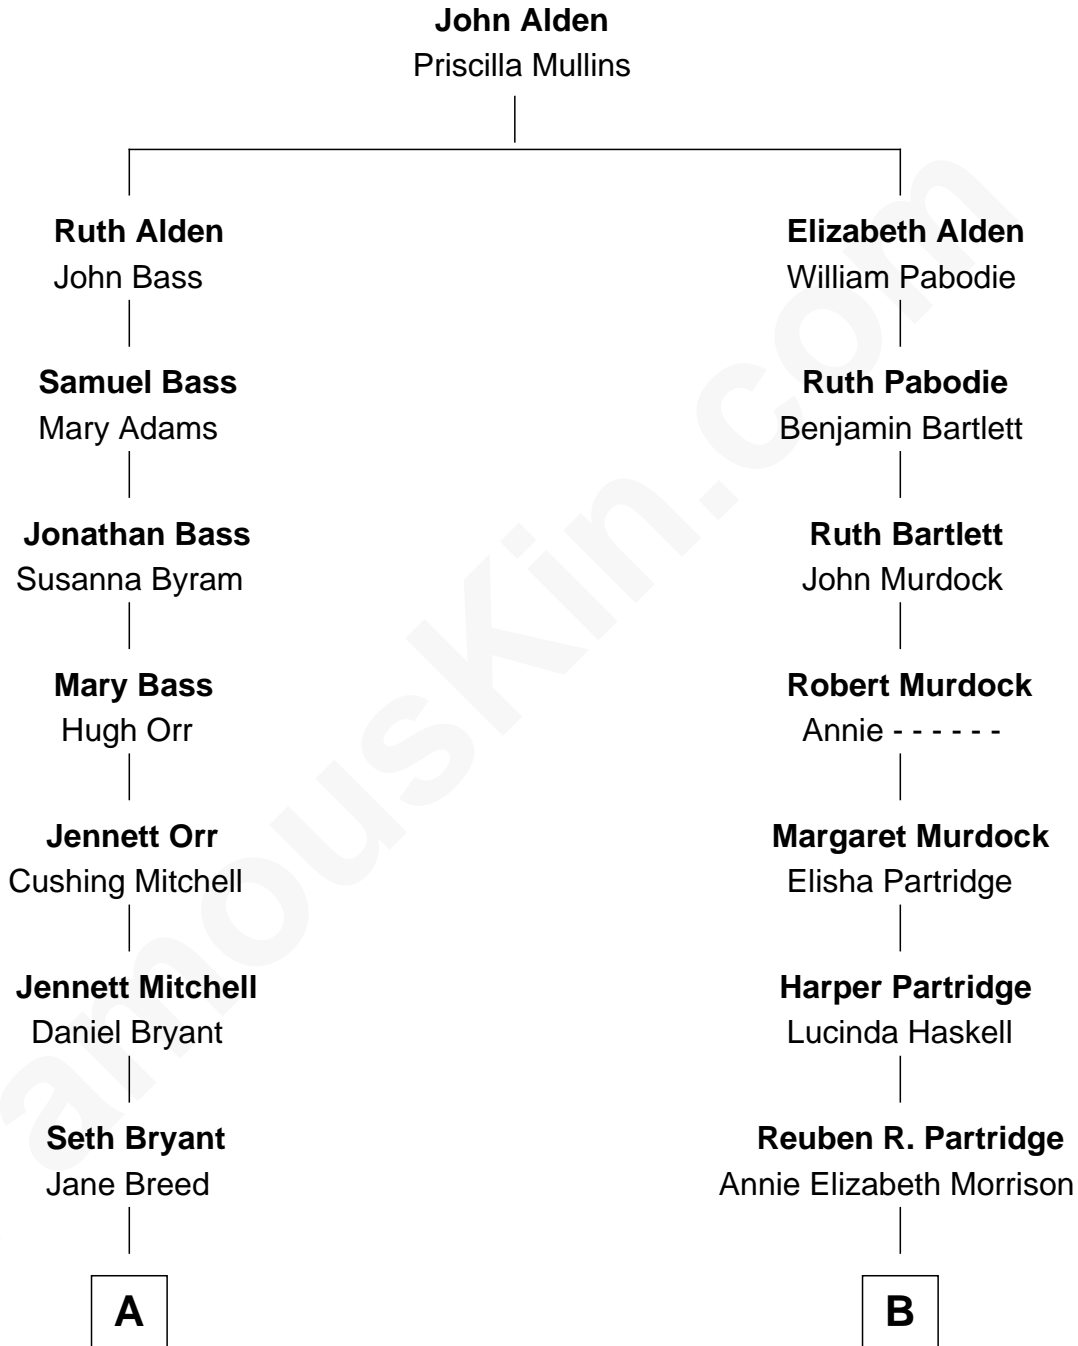 John Alden
Priscilla Mullins
Ruth Alden
John Bass
Elizabeth Alden
William Pabodie
Samuel Bass
Mary Adams
Ruth Pabodie
Benjamin Bartlett
Jonathan Bass
Susanna Byram
Ruth Bartlett
John Murdock
Mary Bass
Hugh Orr
Robert Murdock
Annie - - - - - -
Jennett Orr
Cushing Mitchell
Margaret Murdock
Elisha Partridge
Jennett Mitchell
Daniel Bryant
Harper Partridge
Lucinda Haskell
Seth Bryant
Jane Breed
Reuben R. Partridge
Annie Elizabeth Morrison
A
B
amousKin.com